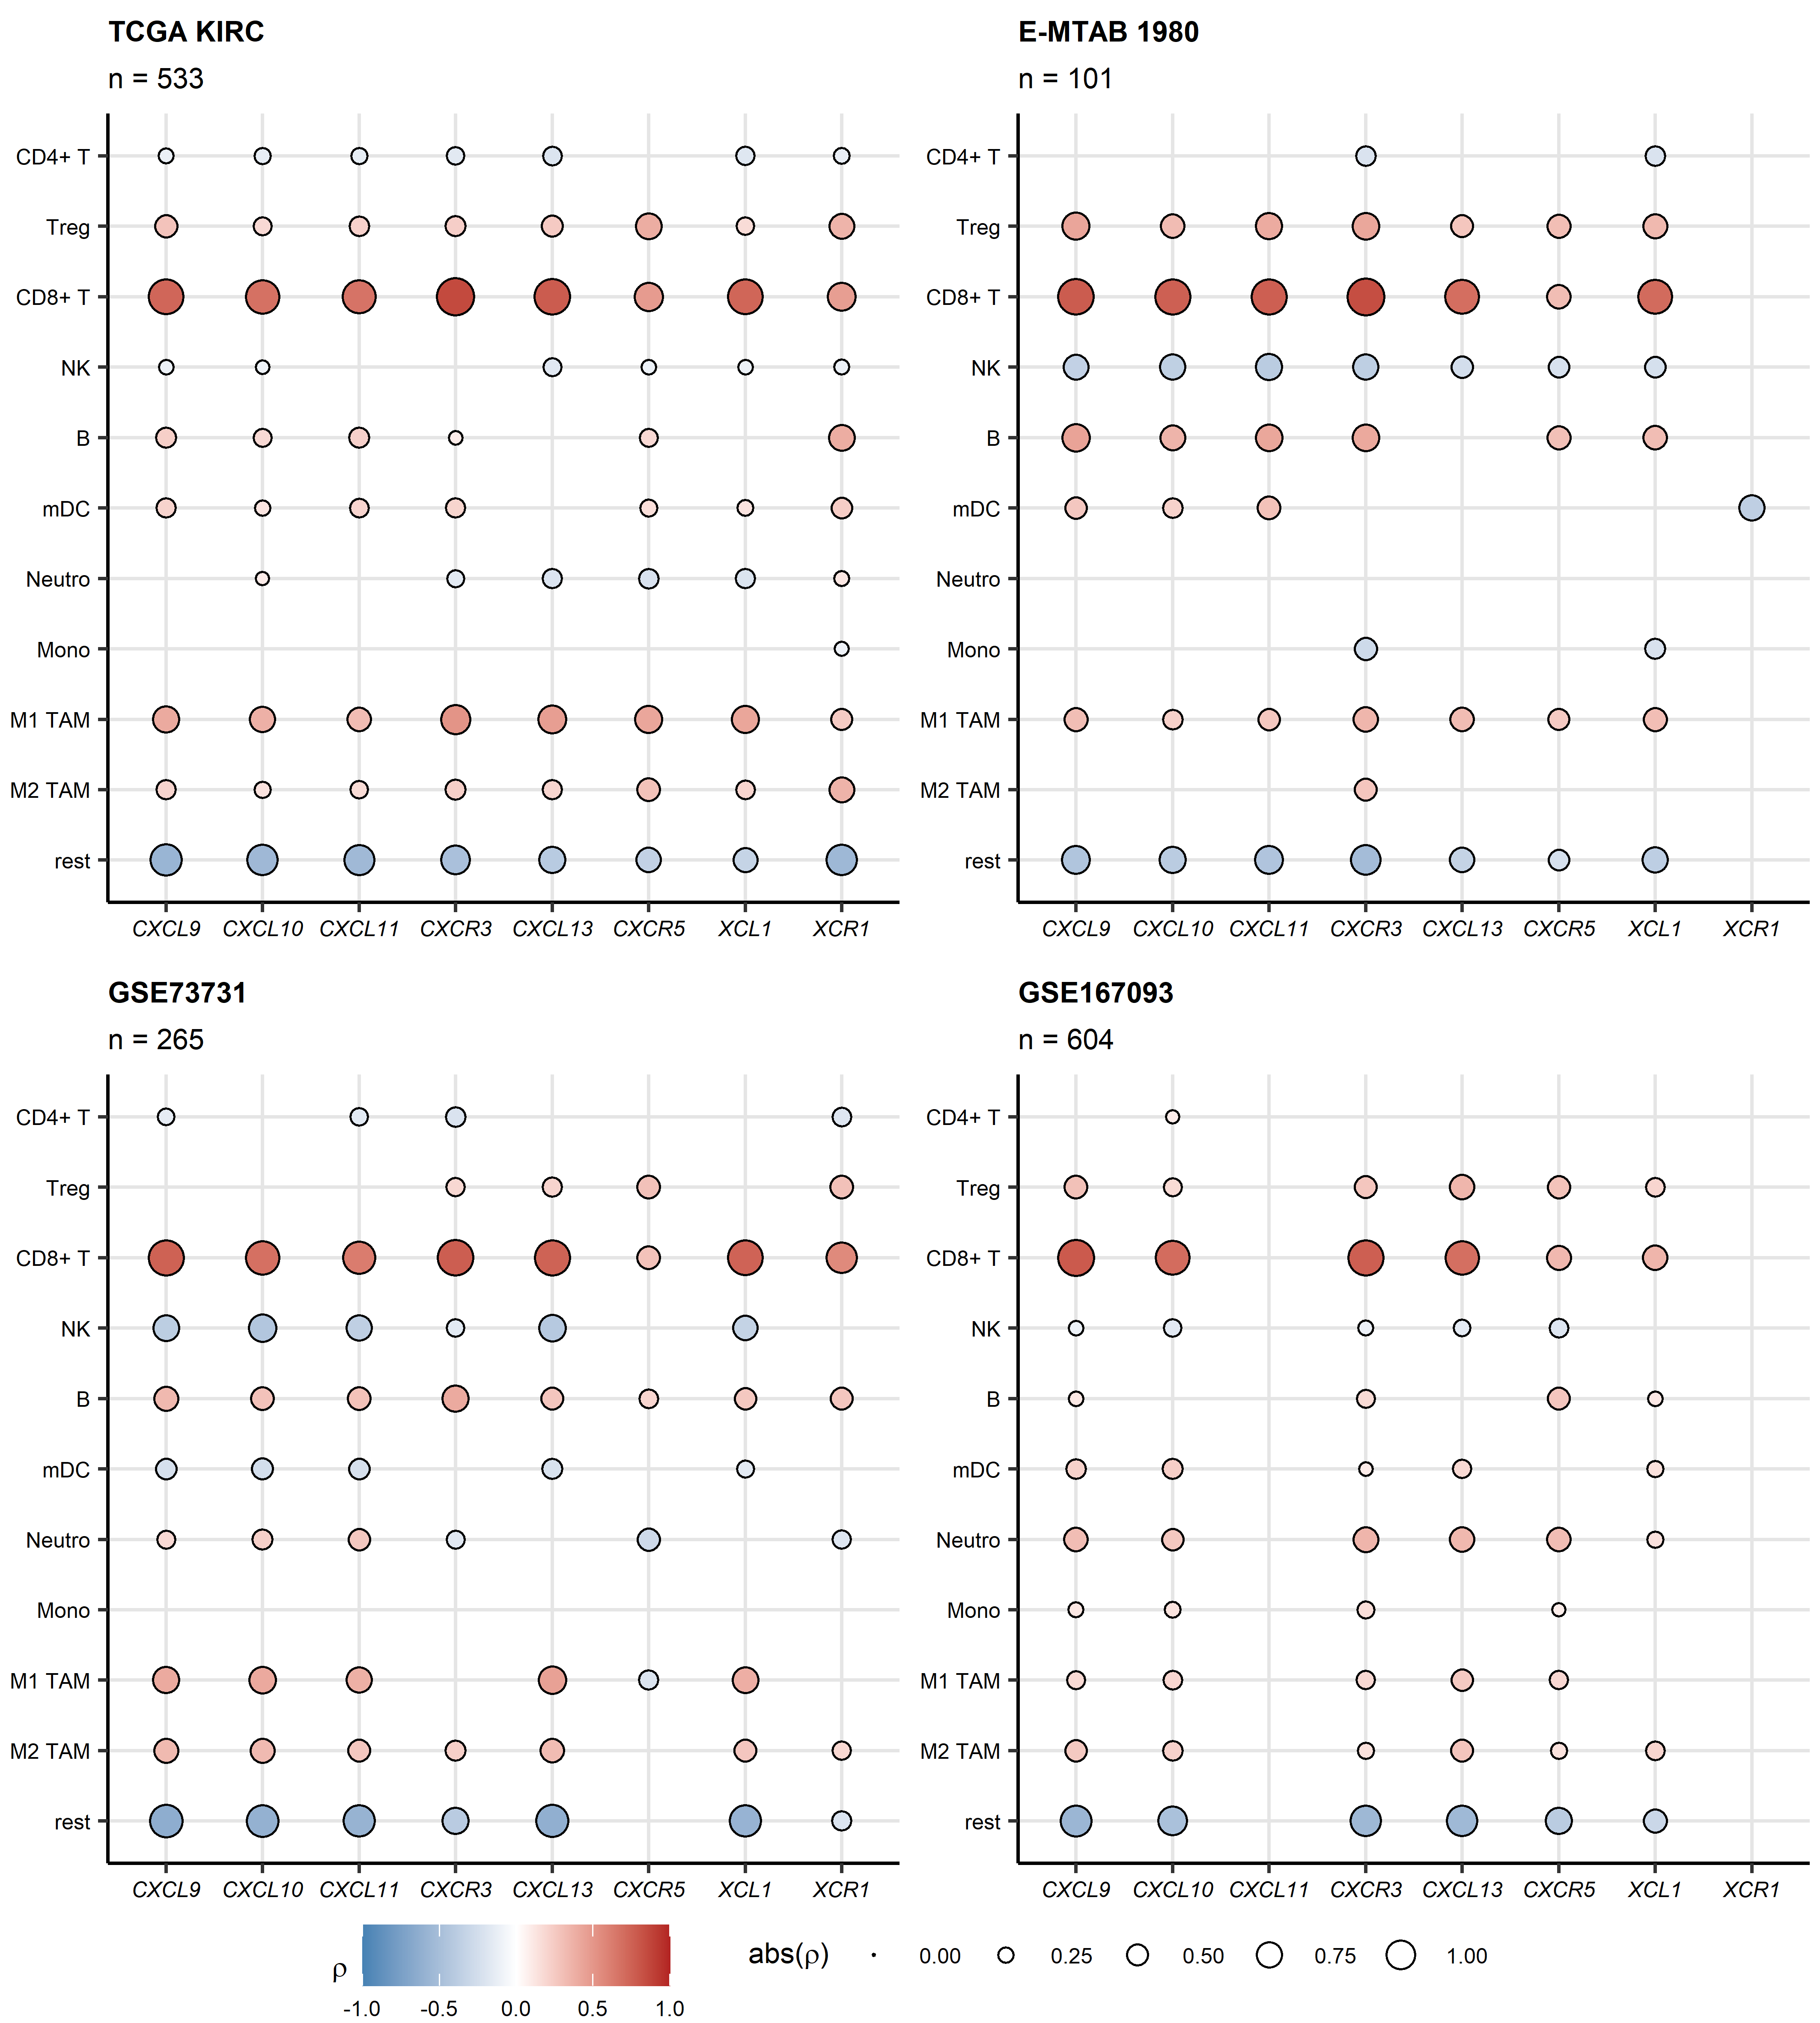 TCGA KIRC
n = 533
CD4+ T
Treg
CD8+ T
NK
B
mDC
Neutro
Mono
M1 TAM
M2 TAM
rest
CXCL9 CXCL10 CXCL11 CXCR3 CXCL13 CXCR5 XCL1 XCR1
E-MTAB 1980
n = 101
CD4+ T
Treg
CD8+ T
NK
B
mDC
Neutro
Mono
M1 TAM
M2 TAM
rest
CXCL9 CXCL10 CXCL11 CXCR3 CXCL13 CXCR5 XCL1 XCR1
GSE73731
n = 265
CD4+ T
Treg
CD8+ T
NK
B
mDC
Neutro
Mono
M1 TAM
M2 TAM
rest
CXCL9 CXCL10 CXCL11 CXCR3 CXCL13 CXCR5 XCL1 XCR1
GSE167093
n = 604
CD4+ T
Treg
CD8+ T
NK
B
mDC
Neutro
Mono
M1 TAM
M2 TAM
rest
CXCL9 CXCL10 CXCL11 CXCR3 CXCL13 CXCR5 XCL1 XCR1
ρ
-1.0 -0.5 0.0 0.5 1.0
abs(ρ) 0.00 0.25 0.50 0.75 1.00